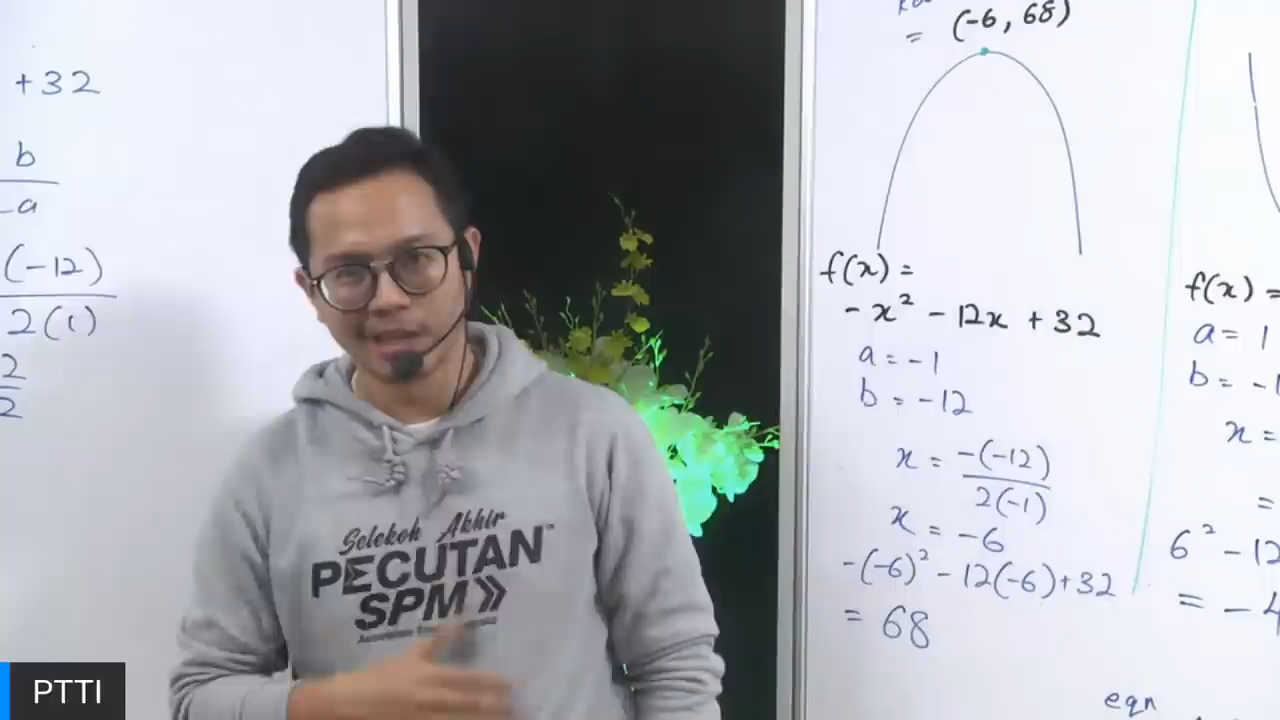 +32
b
-a
(-12)
2(1)
2
2
Selekoh Akhir
PECUTAN
SPM
PTTI
= (-6, 68)
f(x) =
-x² - 12x + 32
a = -1
b = -12
x = -(-12)
2(-1)
x = -6
-(-6)² - 12(-6)+32
= 68
f(x) =
a = 1
b = -1
x =
=
6² - 12
= -4
eqn